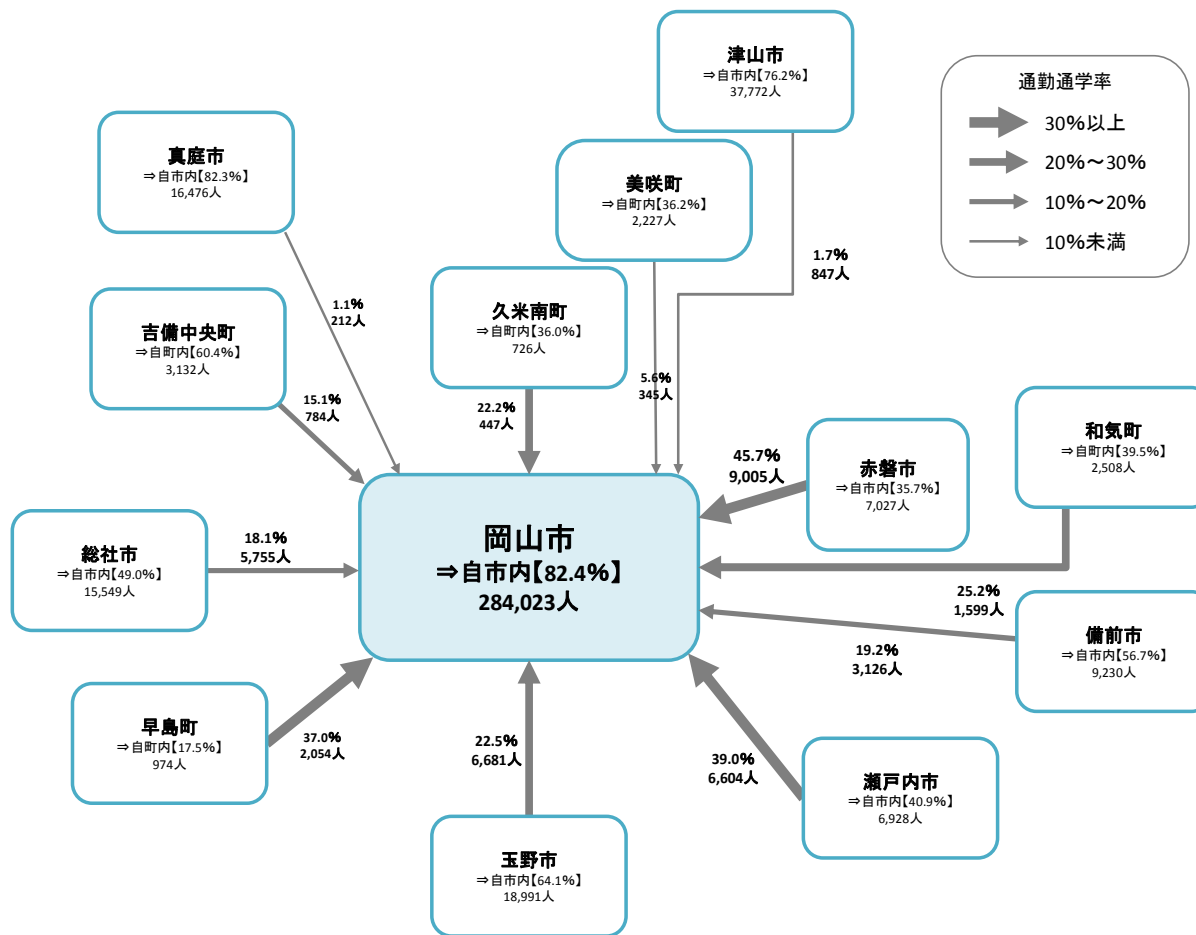 津山市
⇒自市内【76.2%】
37,772人
通勤通学率
30%以上
20%～30%
10%～20%
10%未満
真庭市
⇒自市内【82.3%】
16,476人
美咲町
⇒自町内【36.2%】
2,227人
1.7%
847人
久米南町
⇒自町内【36.0%】
726人
吉備中央町
⇒自町内【60.4%】
3,132人
1.1%
212人
15.1%
784人
22.2%
447人
5.6%
345人
和気町
⇒自町内【39.5%】
2,508人
赤磐市
⇒自市内【35.7%】
7,027人
45.7%
9,005人
総社市
⇒自市内【49.0%】
15,549人
18.1%
5,755人
岡山市
⇒自市内【82.4%】
284,023人
25.2%
1,599人
備前市
⇒自市内【56.7%】
9,230人
19.2%
3,126人
早島町
⇒自町内【17.5%】
974人
37.0%
2,054人
22.5%
6,681人
39.0%
6,604人
瀬戸内市
⇒自市内【40.9%】
6,928人
玉野市
⇒自市内【64.1%】
18,991人